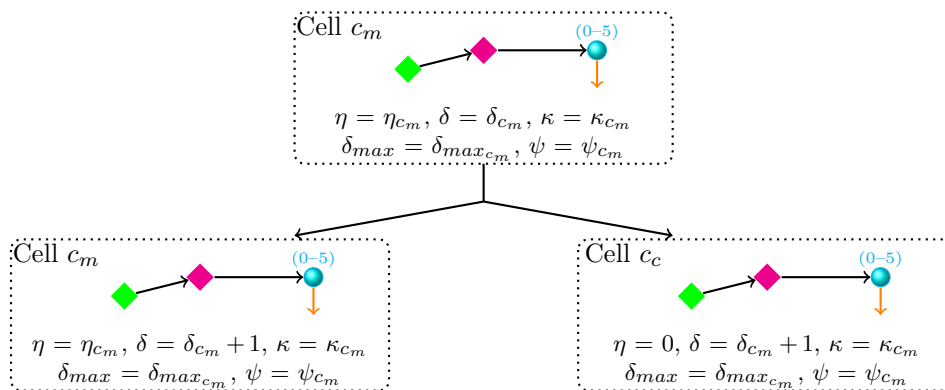 Cell $c_m$
(0–5)
$\eta = \eta_{c_m}$, $\delta = \delta_{c_m}$, $\kappa = \kappa_{c_m}$
$\delta_{max} = \delta_{max_{c_m}}$, $\psi = \psi_{c_m}$
Cell $c_m$
(0–5)
$\eta = \eta_{c_m}$, $\delta = \delta_{c_m} + 1$, $\kappa = \kappa_{c_m}$
$\delta_{max} = \delta_{max_{c_m}}$, $\psi = \psi_{c_m}$
Cell $c_c$
(0–5)
$\eta = 0$, $\delta = \delta_{c_m} + 1$, $\kappa = \kappa_{c_m}$
$\delta_{max} = \delta_{max_{c_m}}$, $\psi = \psi_{c_m}$